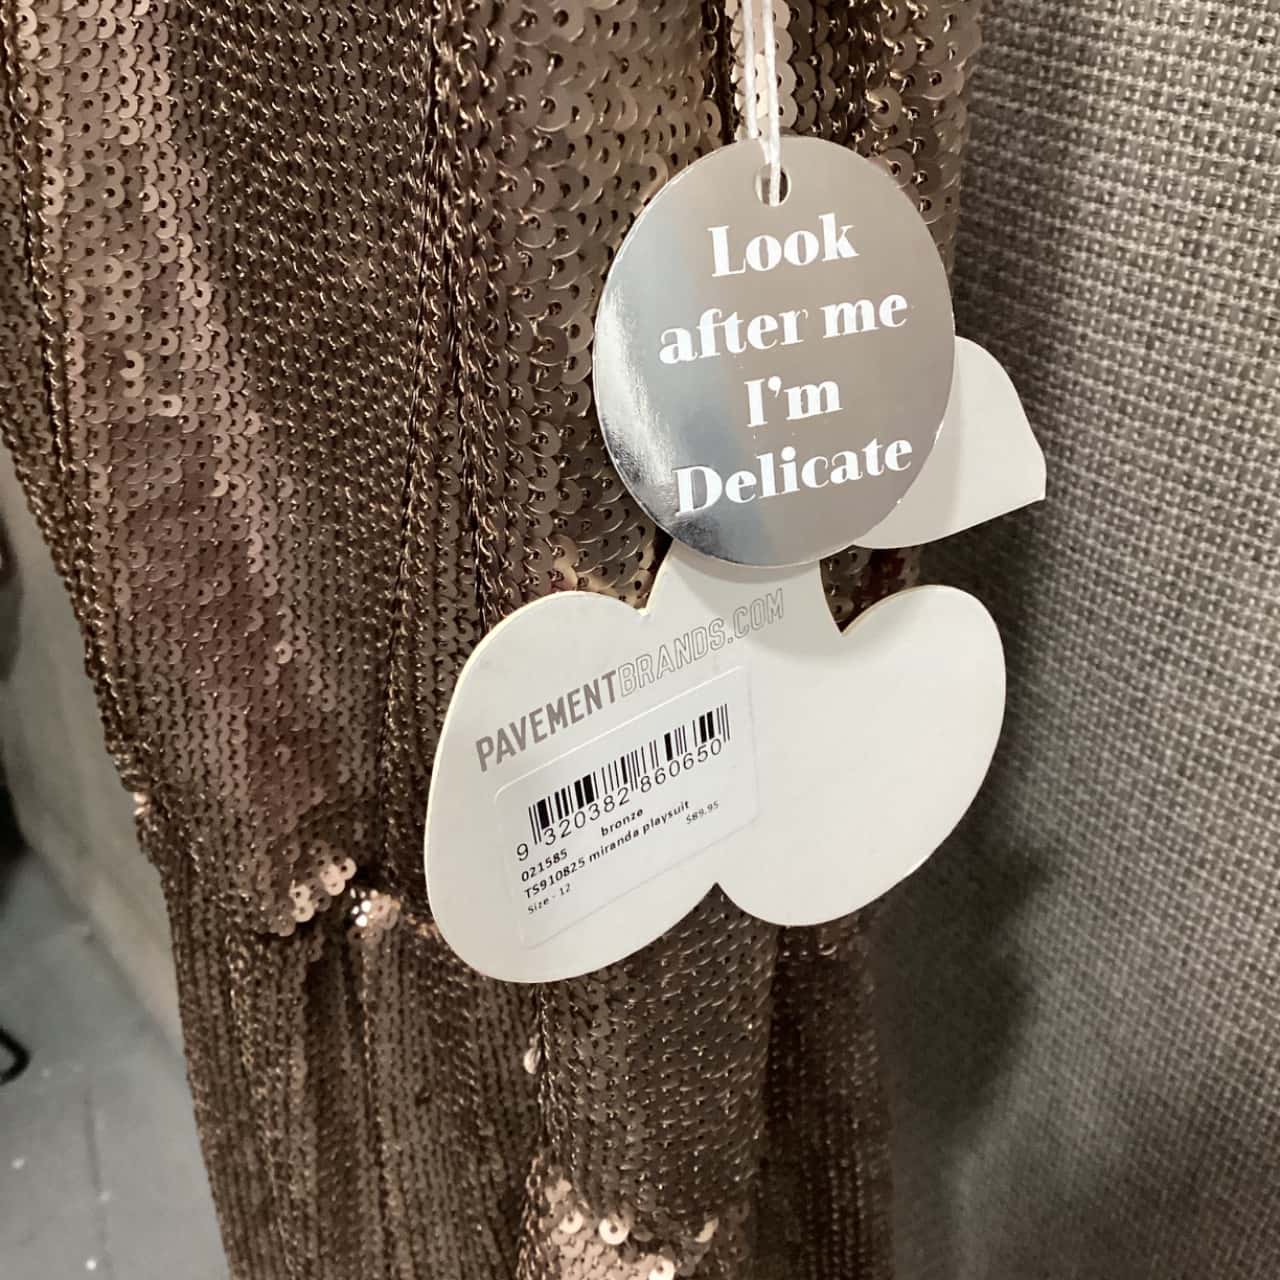 Look
after me
I'm
Delicate
PAVEMENTBRANDS.COM
9 320382 860650
021585 bronze
TS910825 miranda playsuit
Size - 12 $89.95